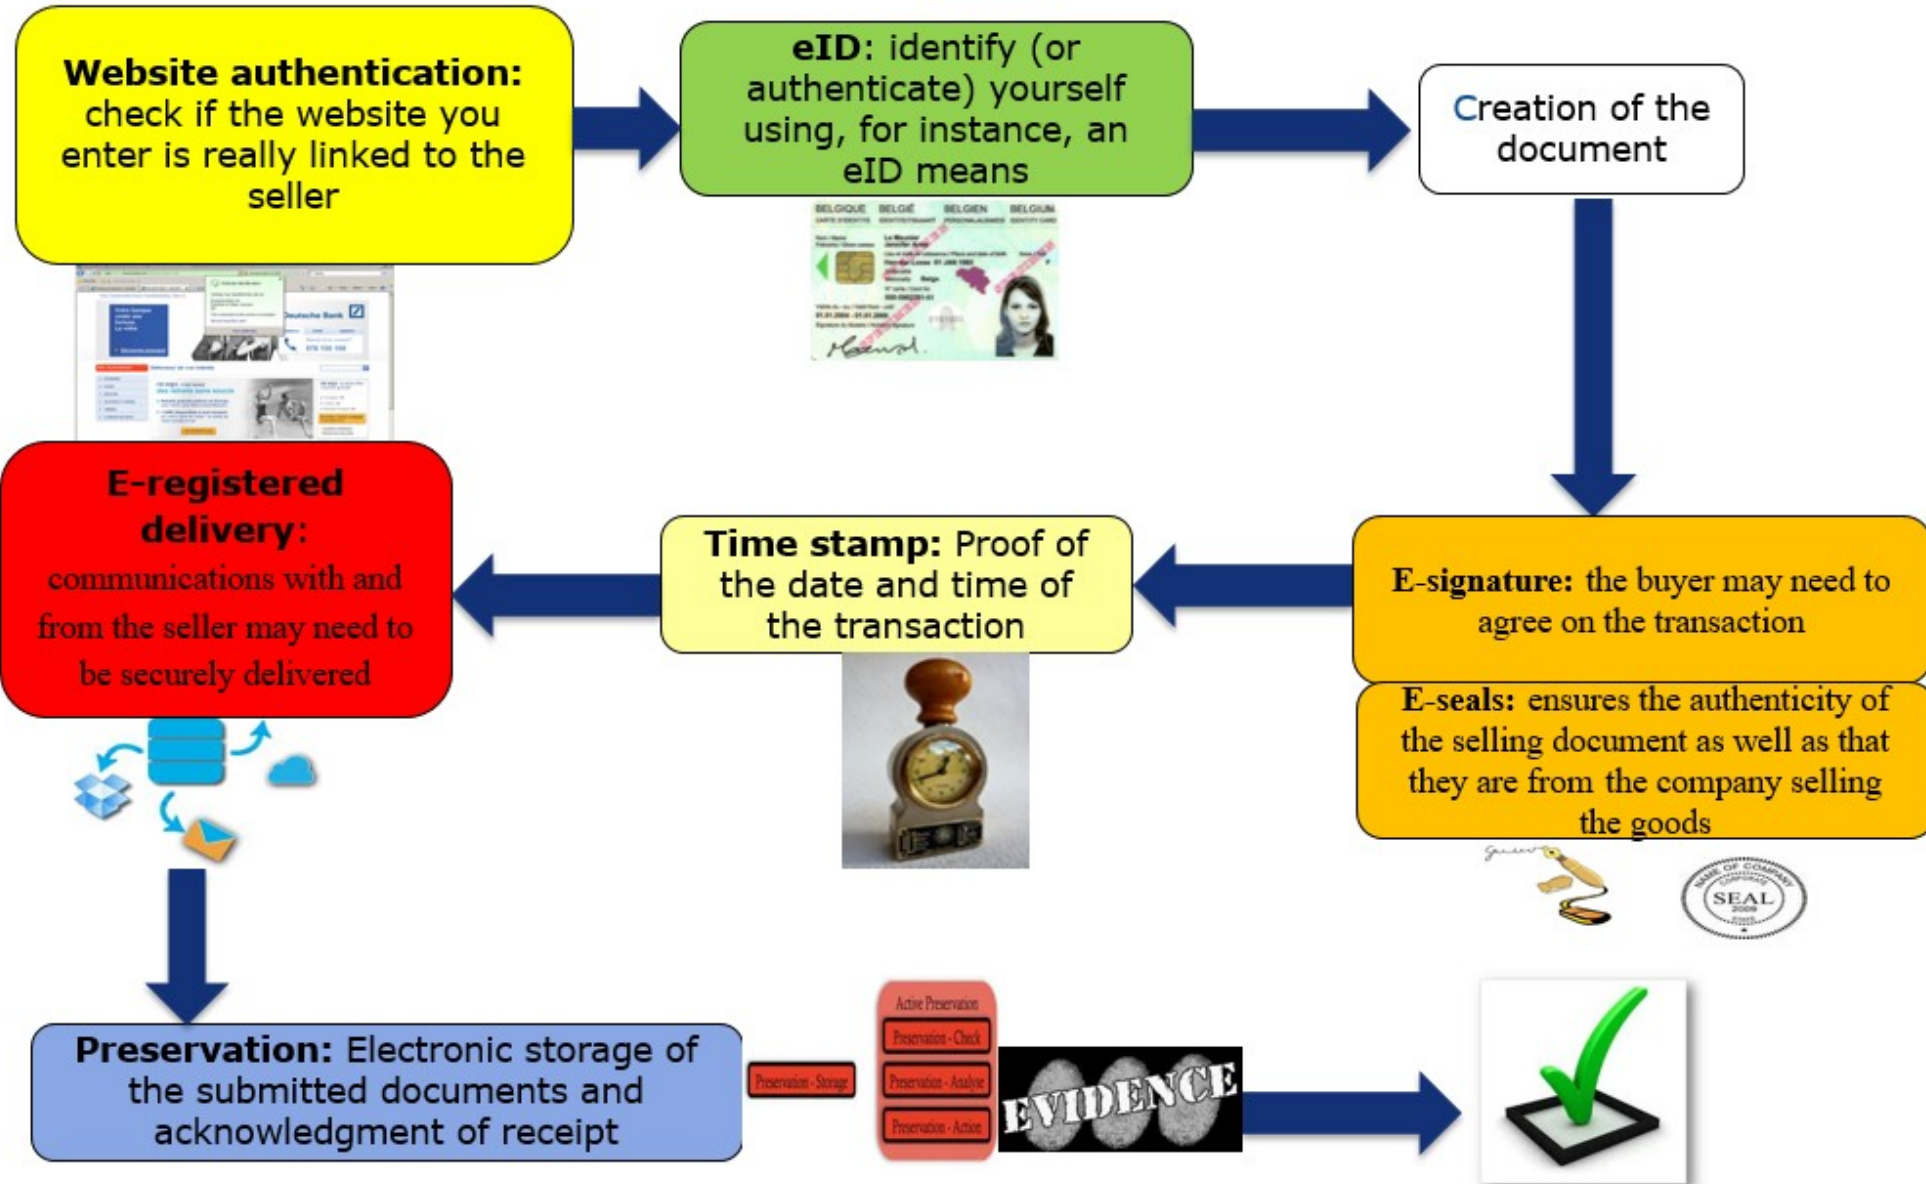 Website authentication:
check if the website you
enter is really linked to the
seller
eID: identify (or
authenticate) yourself
using, for instance, an
eID means
Creation of the
document
BELGIQUE BELGIË BELGIEN BELGIUM
Deutsche Bank
E-registered
delivery:
communications with and
from the seller may need to
be securely delivered
Time stamp: Proof of
the date and time of
the transaction
E-signature: the buyer may need to
agree on the transaction
E-seals: ensures the authenticity of
the selling document as well as that
they are from the company selling
the goods
NAME OF COMPANY
CORPORATE
SEAL
2009
Preservation: Electronic storage of
the submitted documents and
acknowledgment of receipt
Preservation - Storage
Active Preservation
Preservation - Check
Preservation - Analyse
Preservation - Action
EVIDENCE